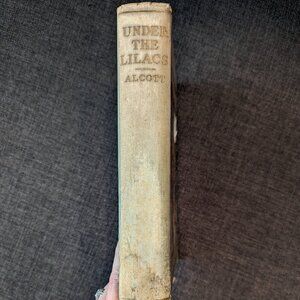 UNDER
THE
LILACS
ALCOTT